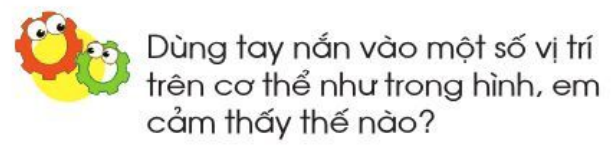 Dùng tay nắn vào một số vị trí
trên cơ thể như trong hình, em
cảm thấy thế nào?